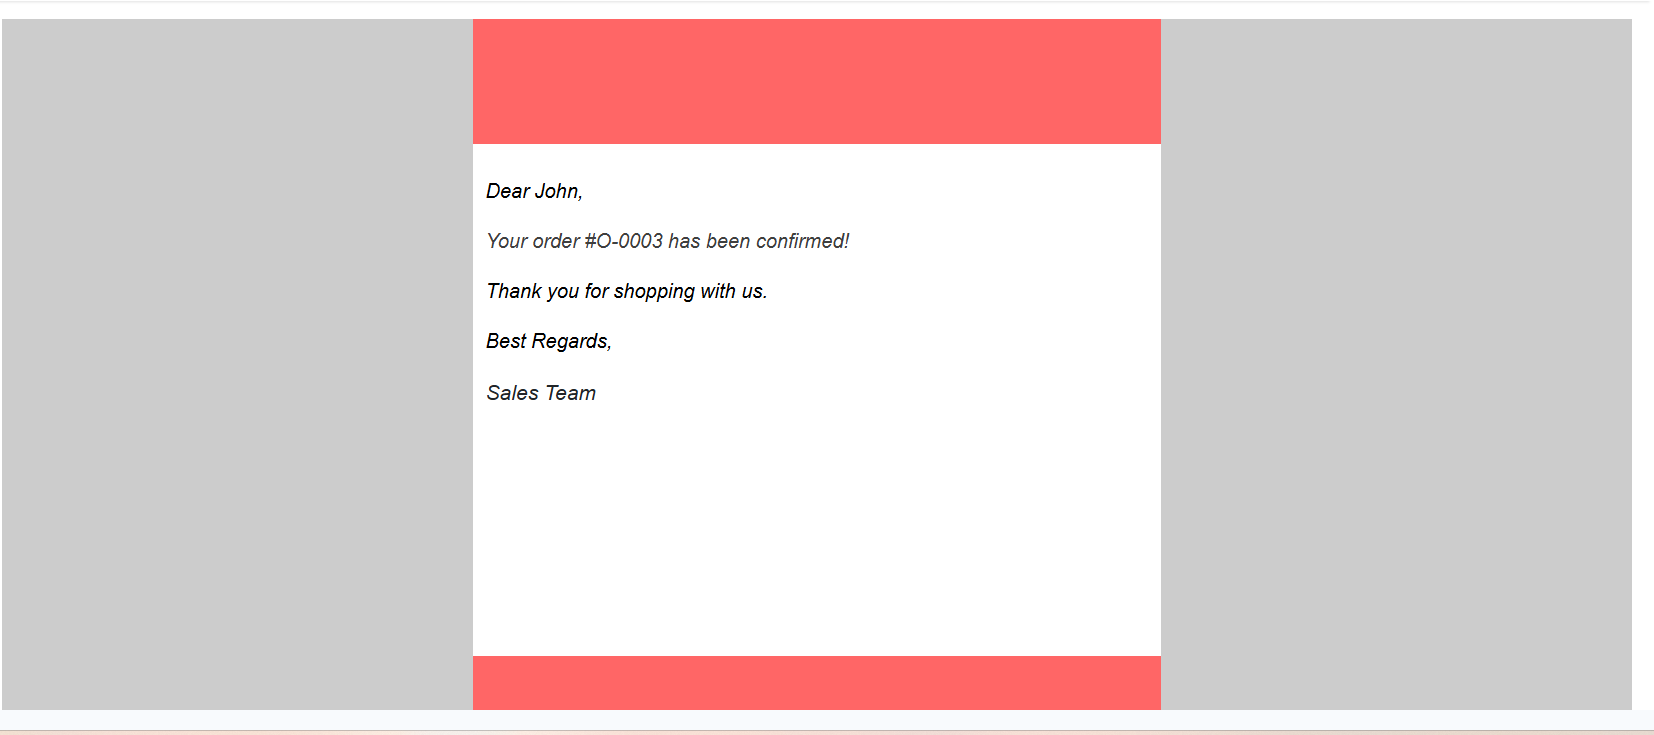 Dear John,
Your order #O-0003 has been confirmed!
Thank you for shopping with us.
Best Regards,
Sales Team